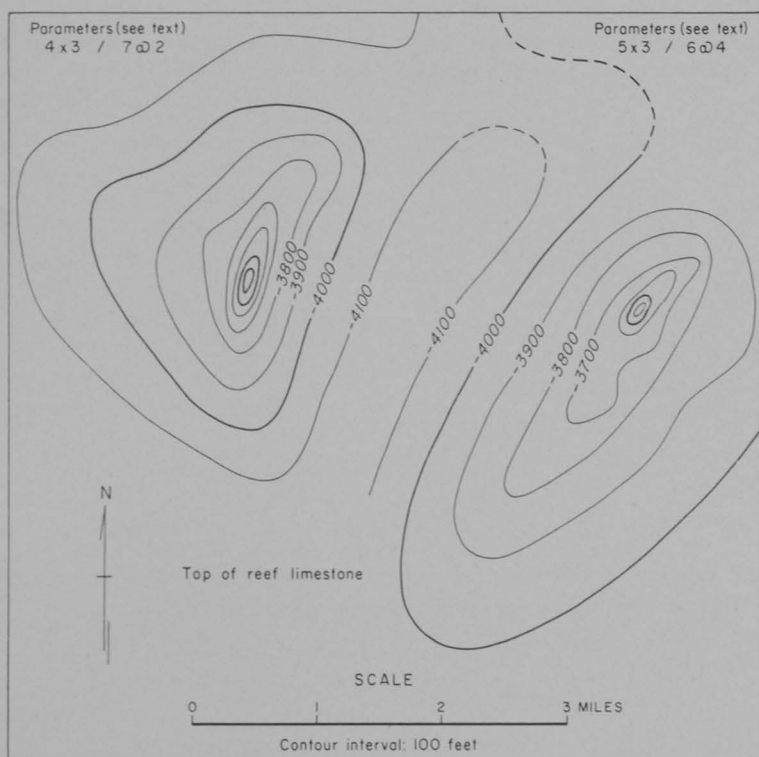 Parameters (see text)
4 x 3 / 7 @ 2
Parameters (see text)
5 x 3 / 6 @ 4
-3800
-3900
-4000
-4100
-4100
-4000
-3900
-3800
-3700
N
Top of reef limestone
SCALE
0 1 2 3 MILES
Contour interval: 100 feet